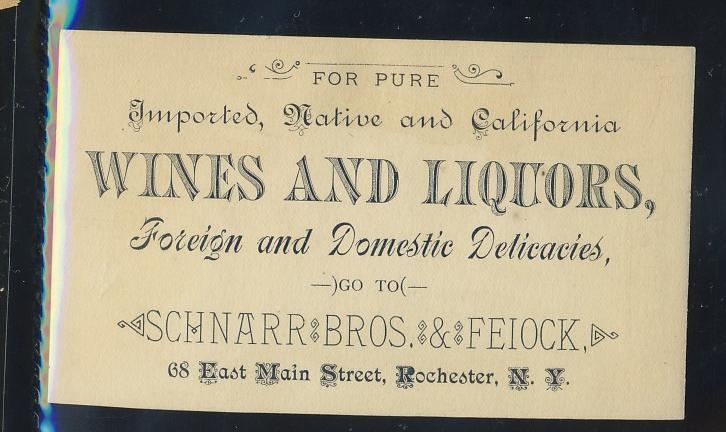 FOR PURE
Imported, Native and California
WINES AND LIQUORS,
Foreign and Domestic Delicacies,
—)GO TO(—
SCHNARR BROS. & FEIOCK,
68 East Main Street, Rochester, N. Y.